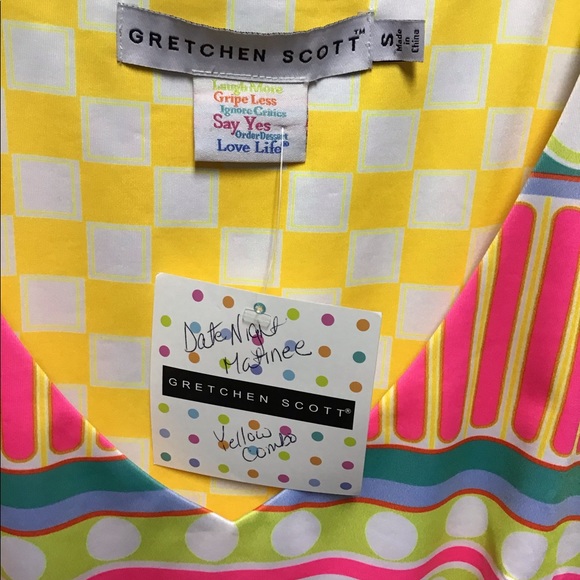 GRETCHEN SCOTT™
S
Made
in
China
Laugh More
Gripe Less
Ignore Critics
Say Yes
Order Dessert
Love Life®
Date Night
Matinee
GRETCHEN SCOTT®
Yellow
Combo